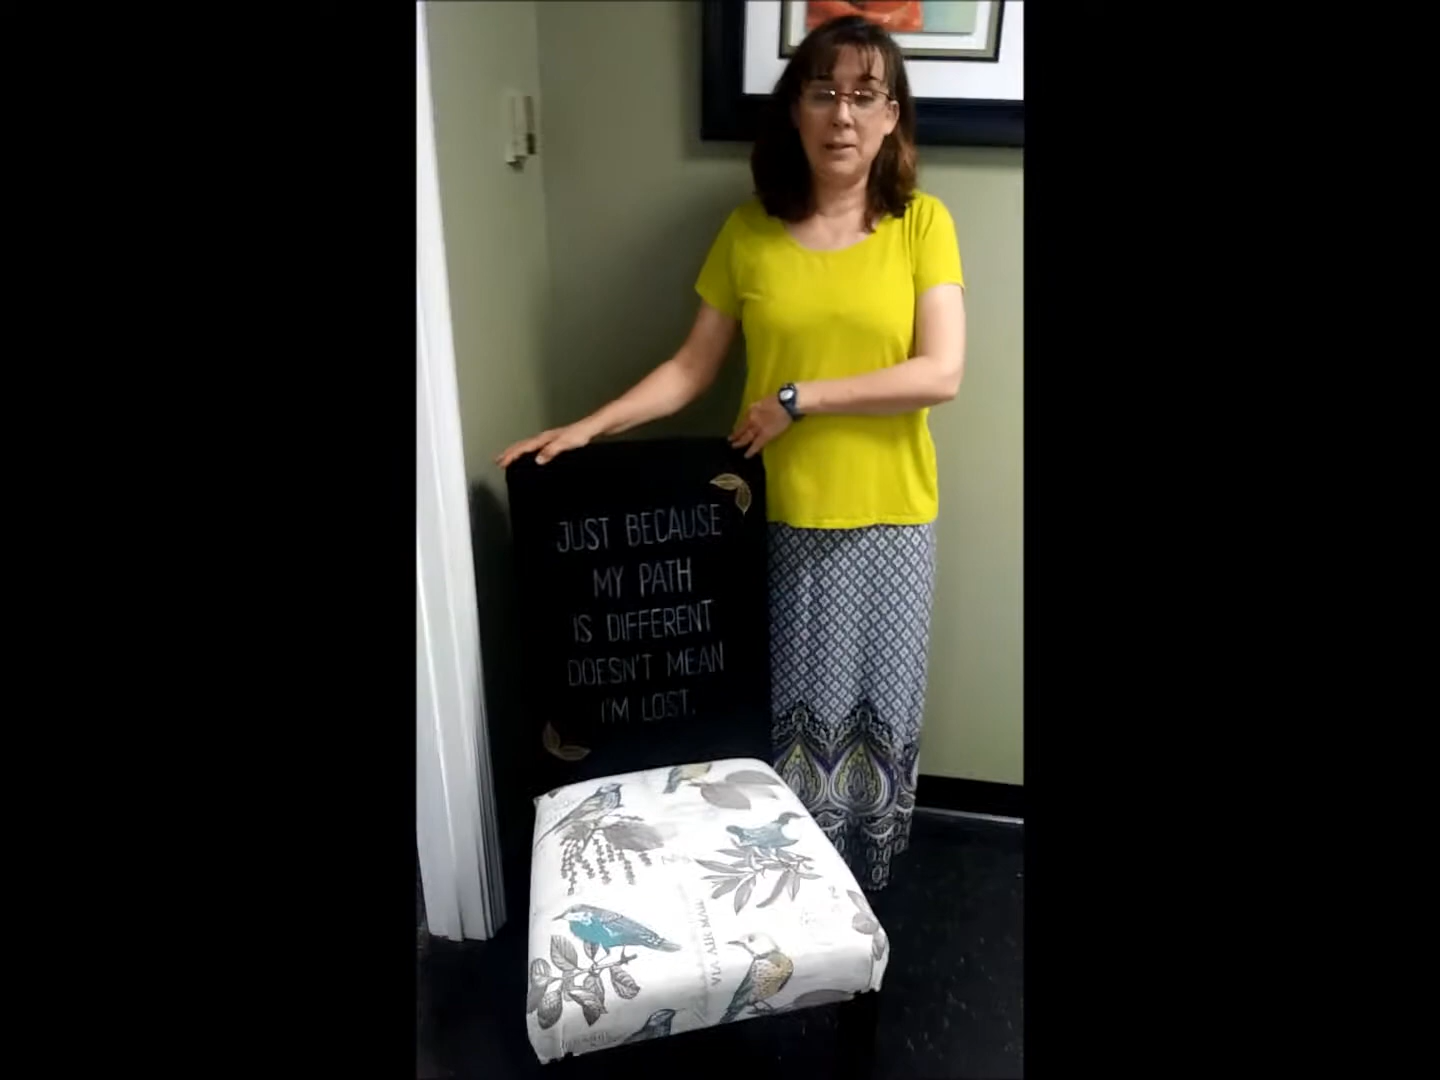 JUST BECAUSE
MY PATH
IS DIFFERENT
DOESN'T MEAN
I'M LOST.
VIA AIR MAIL